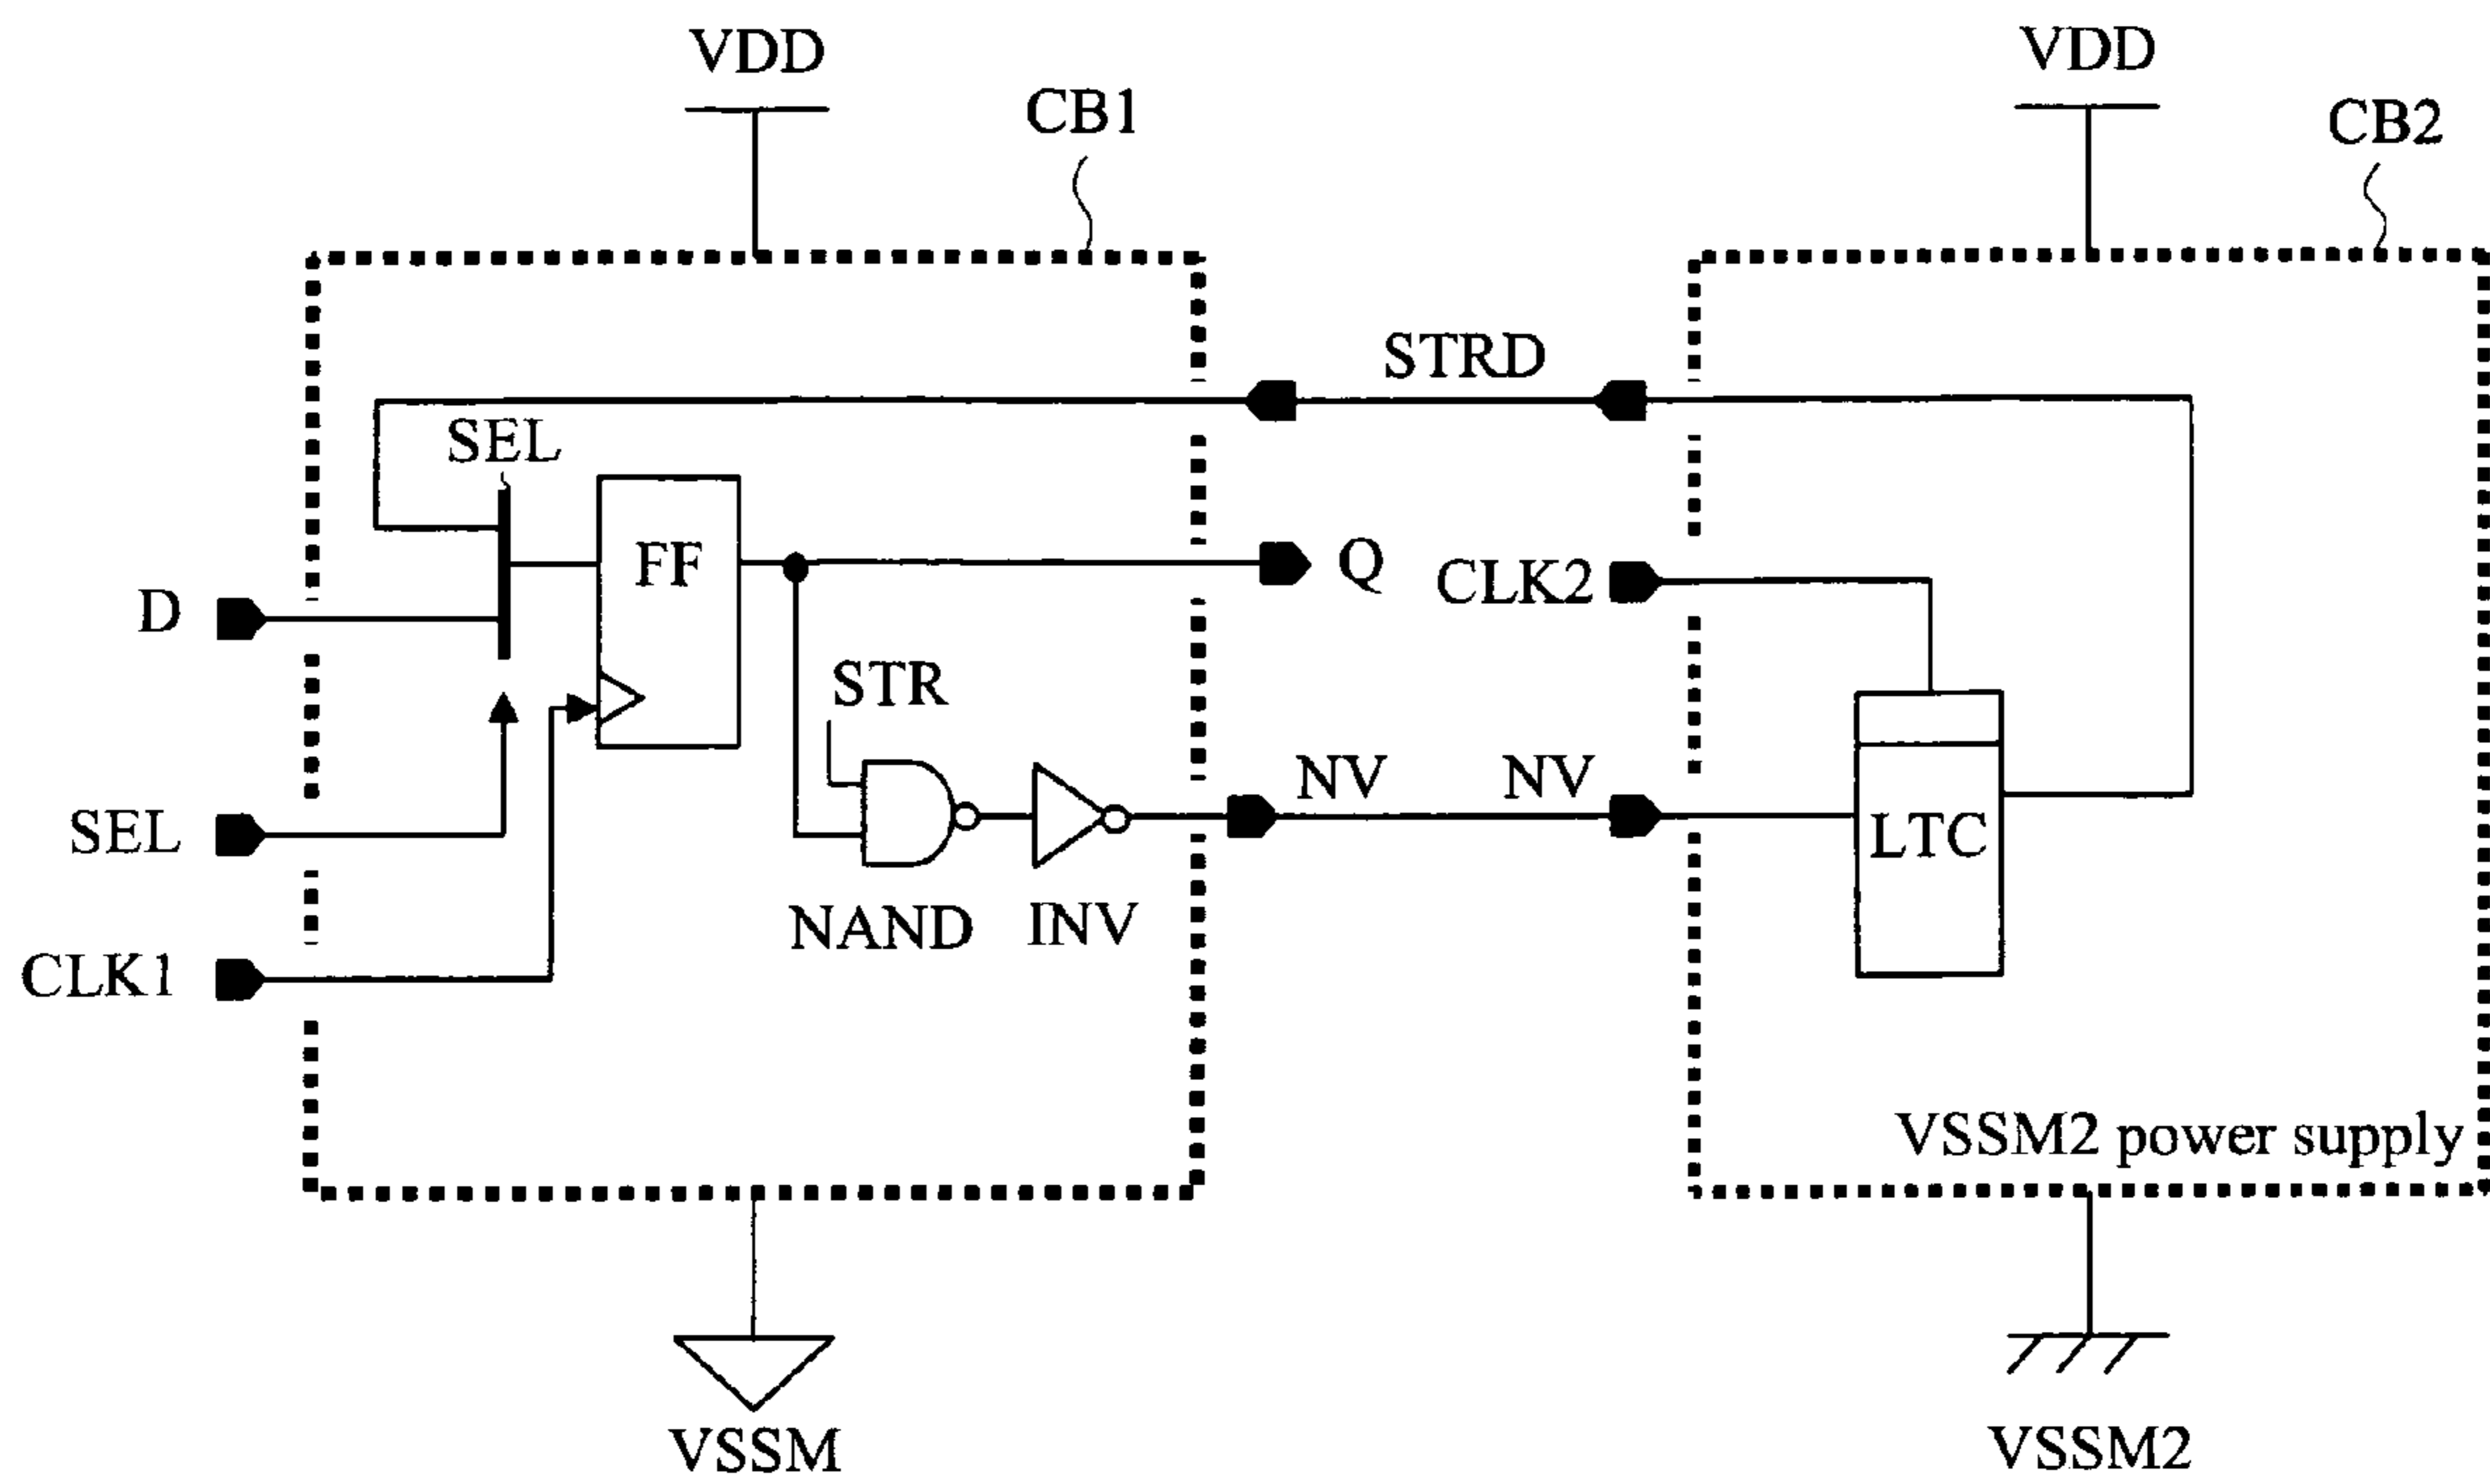 VDD
VDD
CB1
CB2
STRD
SEL
FF
Q
CLK2
D
STR
NV
NV
SEL
LTC
NAND
INV
CLK1
VSSM2 power supply
VSSM
VSSM2